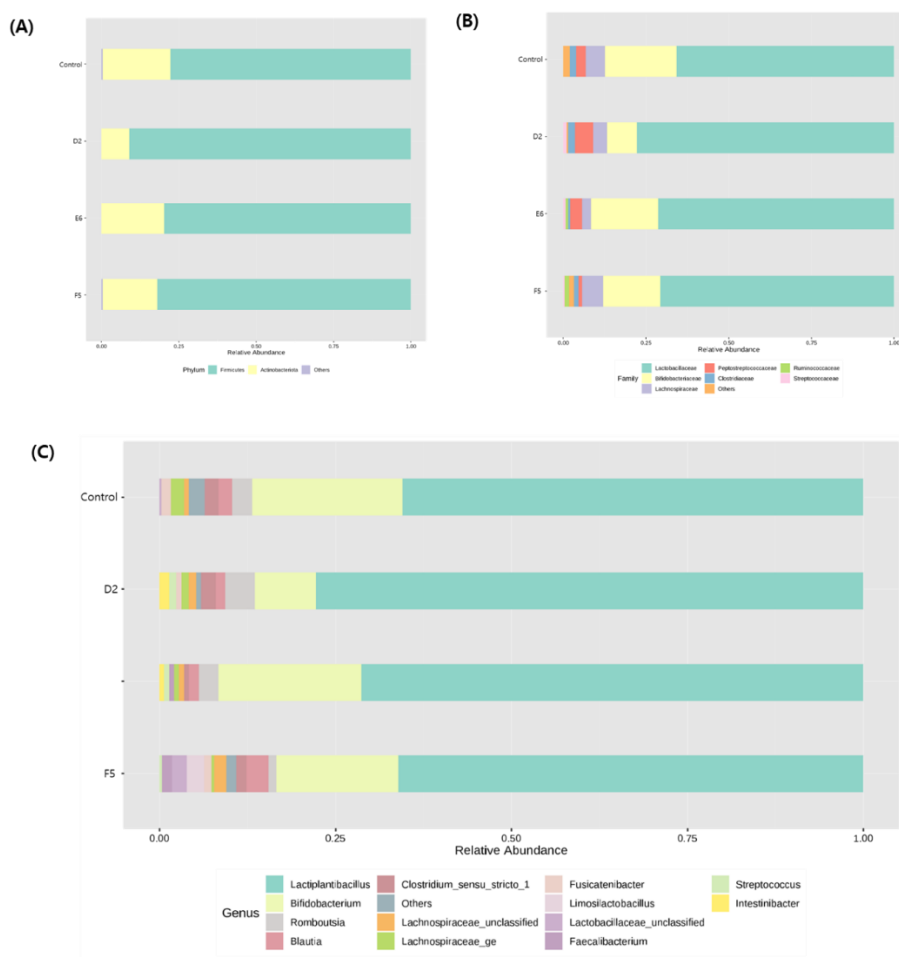 (A)
Control
D2
E6
F5
0.00 0.25 0.50 0.75 1.00
Relative Abundance
Phylum Firmicutes Actinobacteriota Others
(B)
Control
D2
E6
F5
0.00 0.25 0.50 0.75 1.00
Relative Abundance
Family
Lactobacillaceae Peptostreptococcaceae Ruminococcaceae
Bifidobacteriaceae Clostridiaceae Streptococcaceae
Lachnospiraceae Others
(C)
Control
D2
F5
0.00 0.25 0.50 0.75 1.00
Relative Abundance
Genus
Lactiplantibacillus Clostridium_sensu_stricto_1 Fusicatenibacter Streptococcus
Bifidobacterium Others Limosilactobacillus Intestinibacter
Romboutsia Lachnospiraceae_unclassified Lactobacillaceae_unclassified
Blautia Lachnospiraceae_ge Faecalibacterium